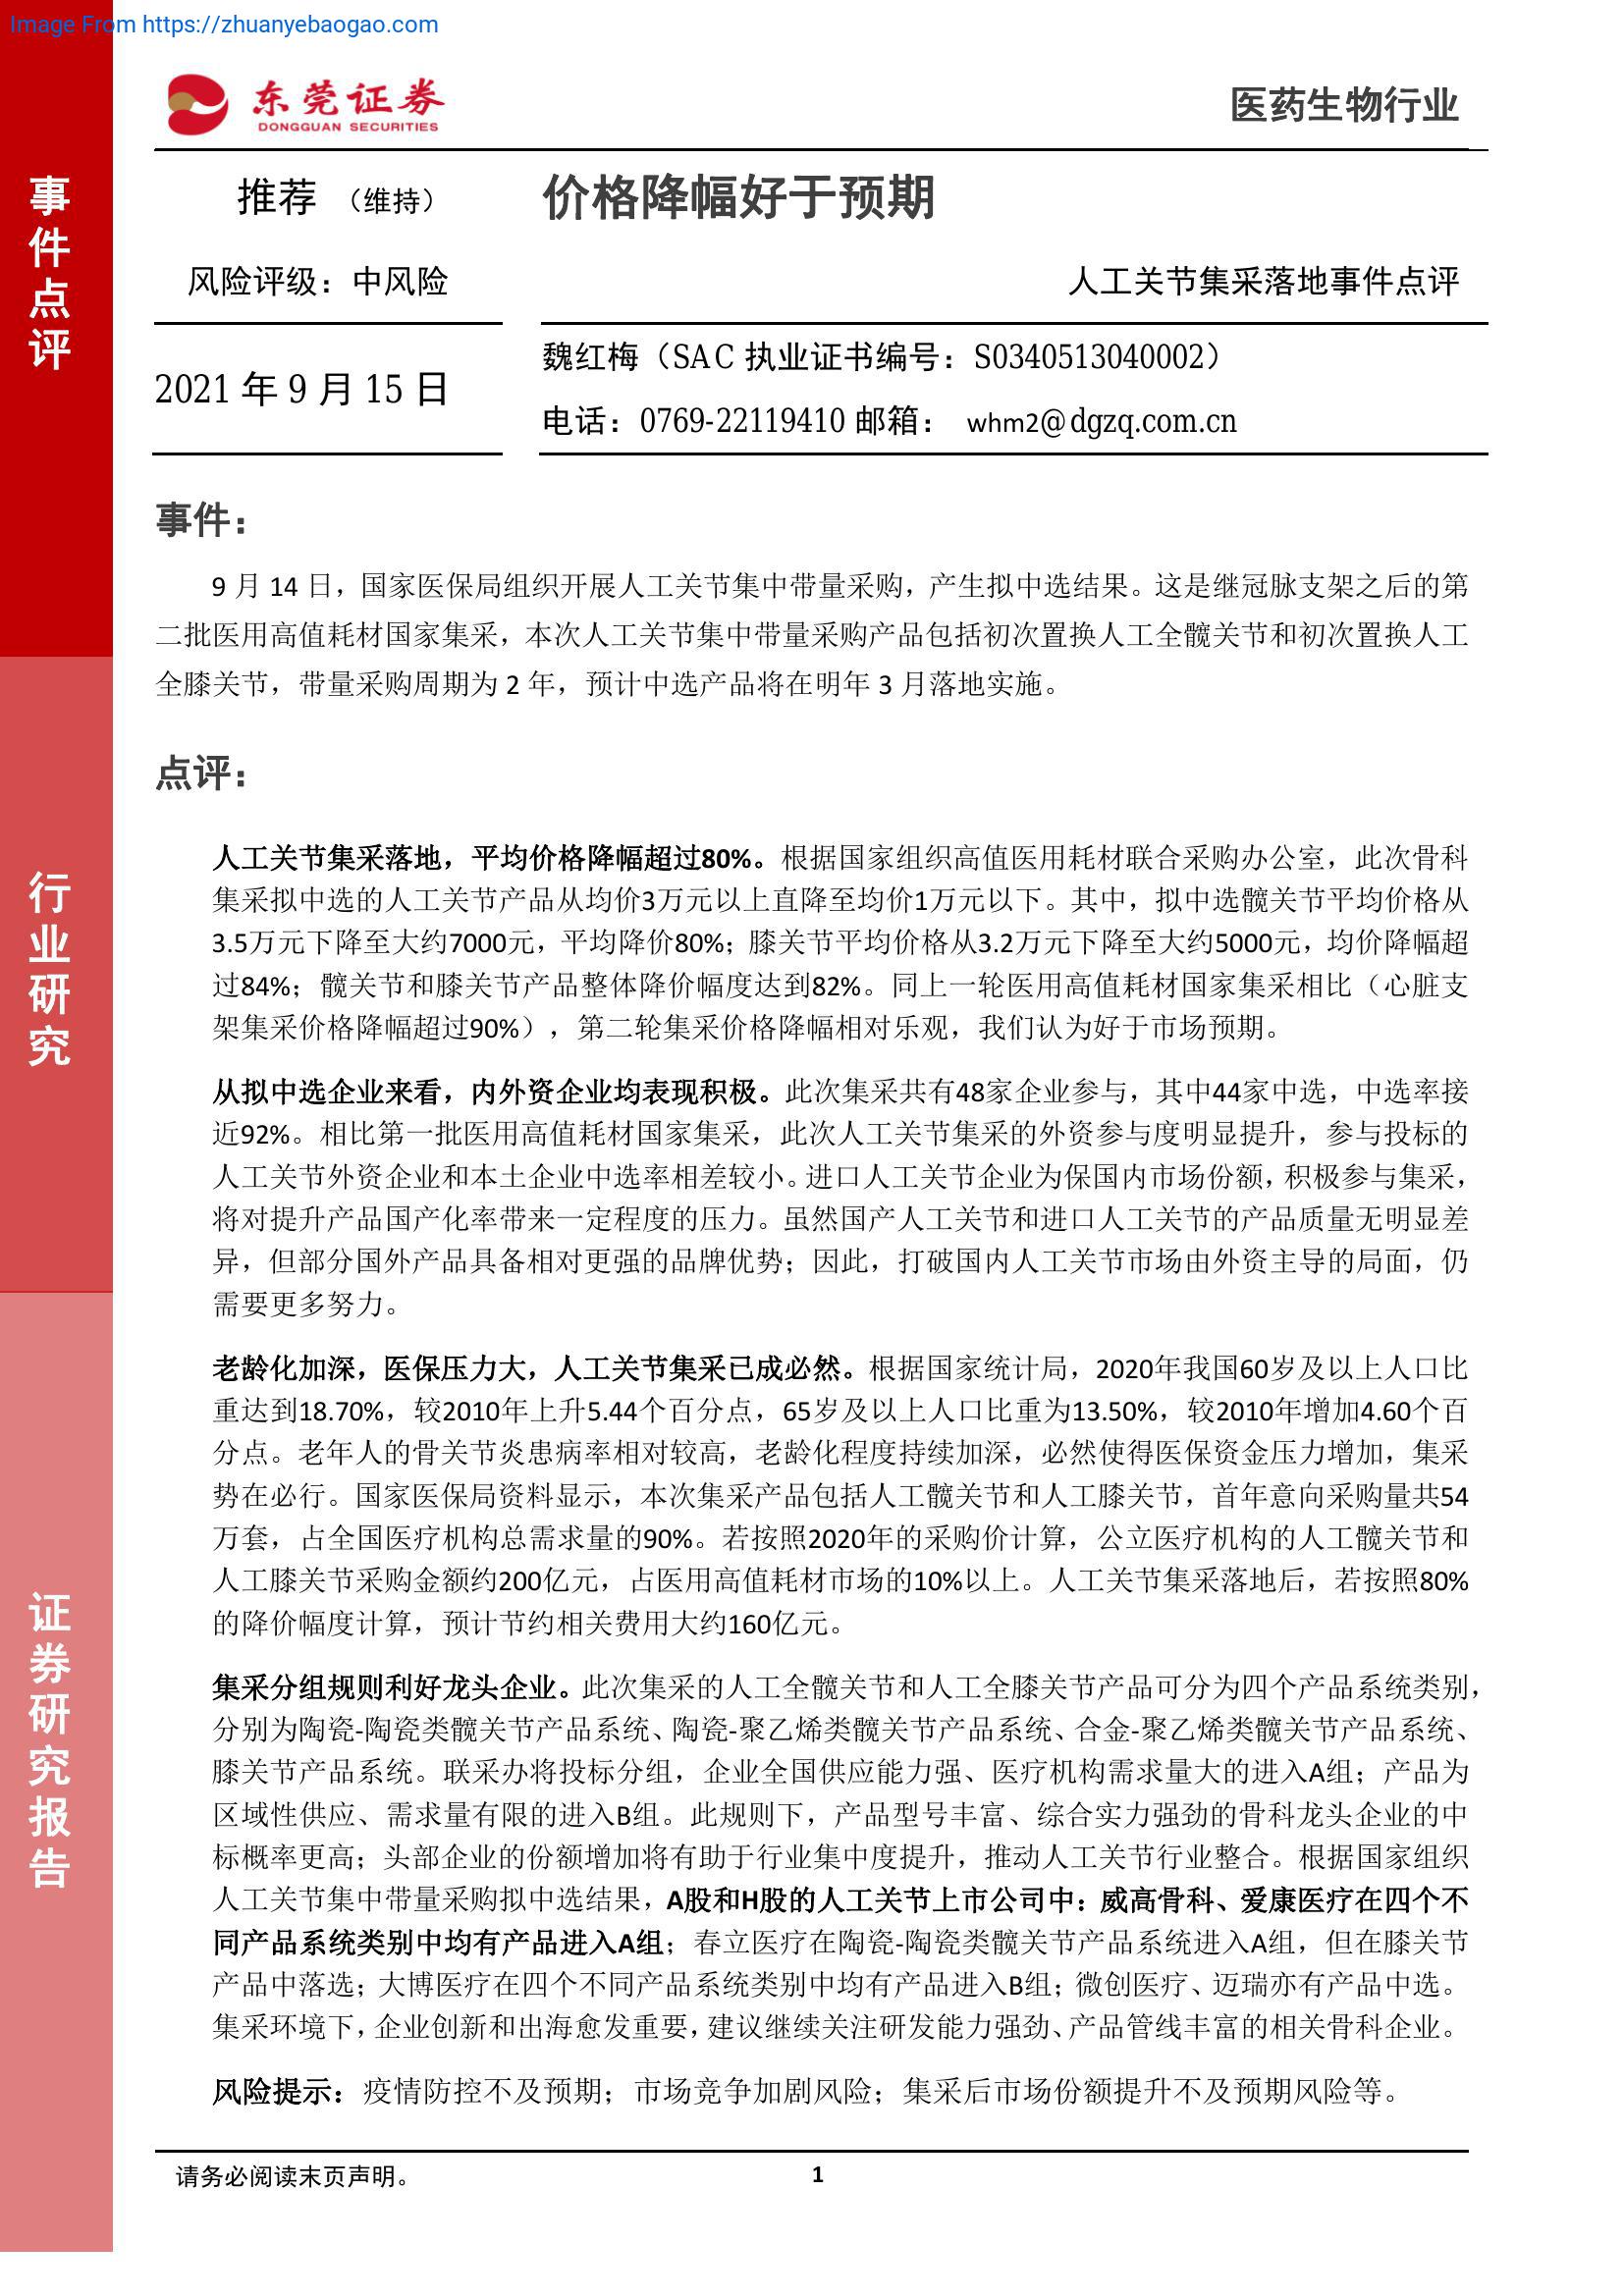 Image From https://zhuanyebaogao.com
东莞证券
DONGGUAN SECURITIES
医药生物行业
事件点评
行业研究
证券研究报告
推荐 （维持）
价格降幅好于预期
风险评级：中风险
人工关节集采落地事件点评
2021 年 9 月 15 日
魏红梅（SAC 执业证书编号：S0340513040002）
电话：0769-22119410 邮箱： whm2@dgzq.com.cn
事件：
9 月 14 日，国家医保局组织开展人工关节集中带量采购，产生拟中选结果。这是继冠脉支架之后的第
二批医用高值耗材国家集采，本次人工关节集中带量采购产品包括初次置换人工全髋关节和初次置换人工
全膝关节，带量采购周期为 2 年，预计中选产品将在明年 3 月落地实施。
点评：
人工关节集采落地，平均价格降幅超过80%。根据国家组织高值医用耗材联合采购办公室，此次骨科
集采拟中选的人工关节产品从均价3万元以上直降至均价1万元以下。其中，拟中选髋关节平均价格从
3.5万元下降至大约7000元，平均降价80%；膝关节平均价格从3.2万元下降至大约5000元，均价降幅超
过84%；髋关节和膝关节产品整体降价幅度达到82%。同上一轮医用高值耗材国家集采相比（心脏支
架集采价格降幅超过90%），第二轮集采价格降幅相对乐观，我们认为好于市场预期。
从拟中选企业来看，内外资企业均表现积极。此次集采共有48家企业参与，其中44家中选，中选率接
近92%。相比第一批医用高值耗材国家集采，此次人工关节集采的外资参与度明显提升，参与投标的
人工关节外资企业和本土企业中选率相差较小。进口人工关节企业为保国内市场份额，积极参与集采，
将对提升产品国产化率带来一定程度的压力。虽然国产人工关节和进口人工关节的产品质量无明显差
异，但部分国外产品具备相对更强的品牌优势；因此，打破国内人工关节市场由外资主导的局面，仍
需要更多努力。
老龄化加深，医保压力大，人工关节集采已成必然。根据国家统计局，2020年我国60岁及以上人口比
重达到18.70%，较2010年上升5.44个百分点，65岁及以上人口比重为13.50%，较2010年增加4.60个百
分点。老年人的骨关节炎患病率相对较高，老龄化程度持续加深，必然使得医保资金压力增加，集采
势在必行。国家医保局资料显示，本次集采产品包括人工髋关节和人工膝关节，首年意向采购量共54
万套，占全国医疗机构总需求量的90%。若按照2020年的采购价计算，公立医疗机构的人工髋关节和
人工膝关节采购金额约200亿元，占医用高值耗材市场的10%以上。人工关节集采落地后，若按照80%
的降价幅度计算，预计节约相关费用大约160亿元。
集采分组规则利好龙头企业。此次集采的人工全髋关节和人工全膝关节产品可分为四个产品系统类别，
分别为陶瓷-陶瓷类髋关节产品系统、陶瓷-聚乙烯类髋关节产品系统、合金-聚乙烯类髋关节产品系统、
膝关节产品系统。联采办将投标分组，企业全国供应能力强、医疗机构需求量大的进入A组；产品为
区域性供应、需求量有限的进入B组。此规则下，产品型号丰富、综合实力强劲的骨科龙头企业的中
标概率更高；头部企业的份额增加将有助于行业集中度提升，推动人工关节行业整合。根据国家组织
人工关节集中带量采购拟中选结果，A股和H股的人工关节上市公司中：威高骨科、爱康医疗在四个不
同产品系统类别中均有产品进入A组；春立医疗在陶瓷-陶瓷类髋关节产品系统进入A组，但在膝关节
产品中落选；大博医疗在四个不同产品系统类别中均有产品进入B组；微创医疗、迈瑞亦有产品中选。
集采环境下，企业创新和出海愈发重要，建议继续关注研发能力强劲、产品管线丰富的相关骨科企业。
风险提示：疫情防控不及预期；市场竞争加剧风险；集采后市场份额提升不及预期风险等。
请务必阅读末页声明。
1